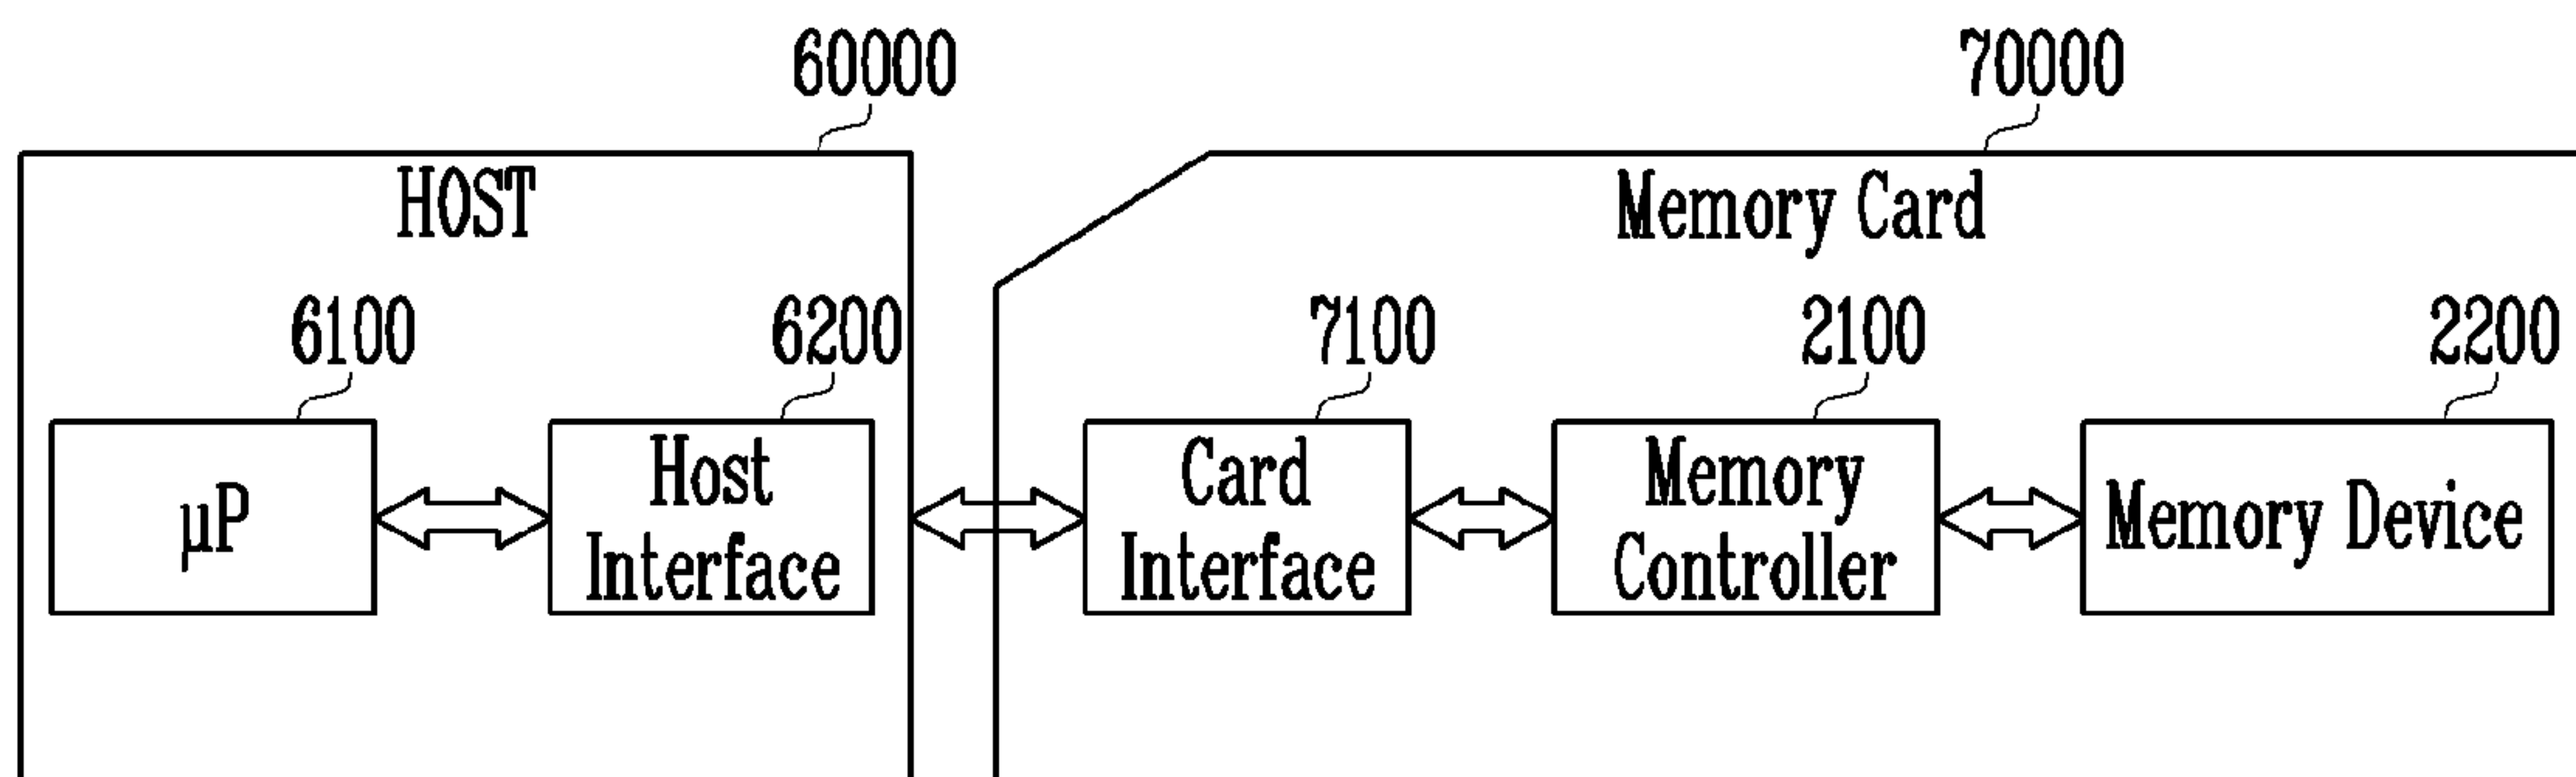 60000
70000
HOST
Memory Card
6100
6200
7100
2100
2200
μP
Host
Interface
Card
Interface
Memory
Controller
Memory Device